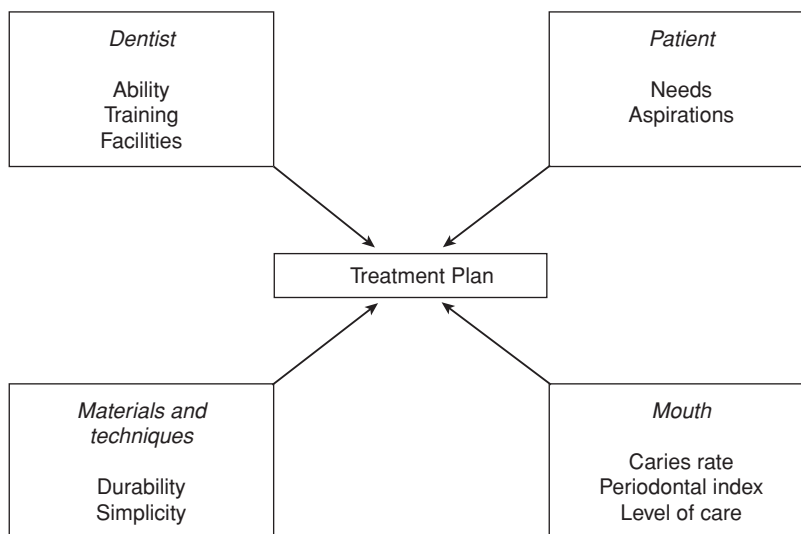 Dentist
Ability
Training
Facilities
Patient
Needs
Aspirations
Treatment Plan
Materials and
techniques
Durability
Simplicity
Mouth
Caries rate
Periodontal index
Level of care